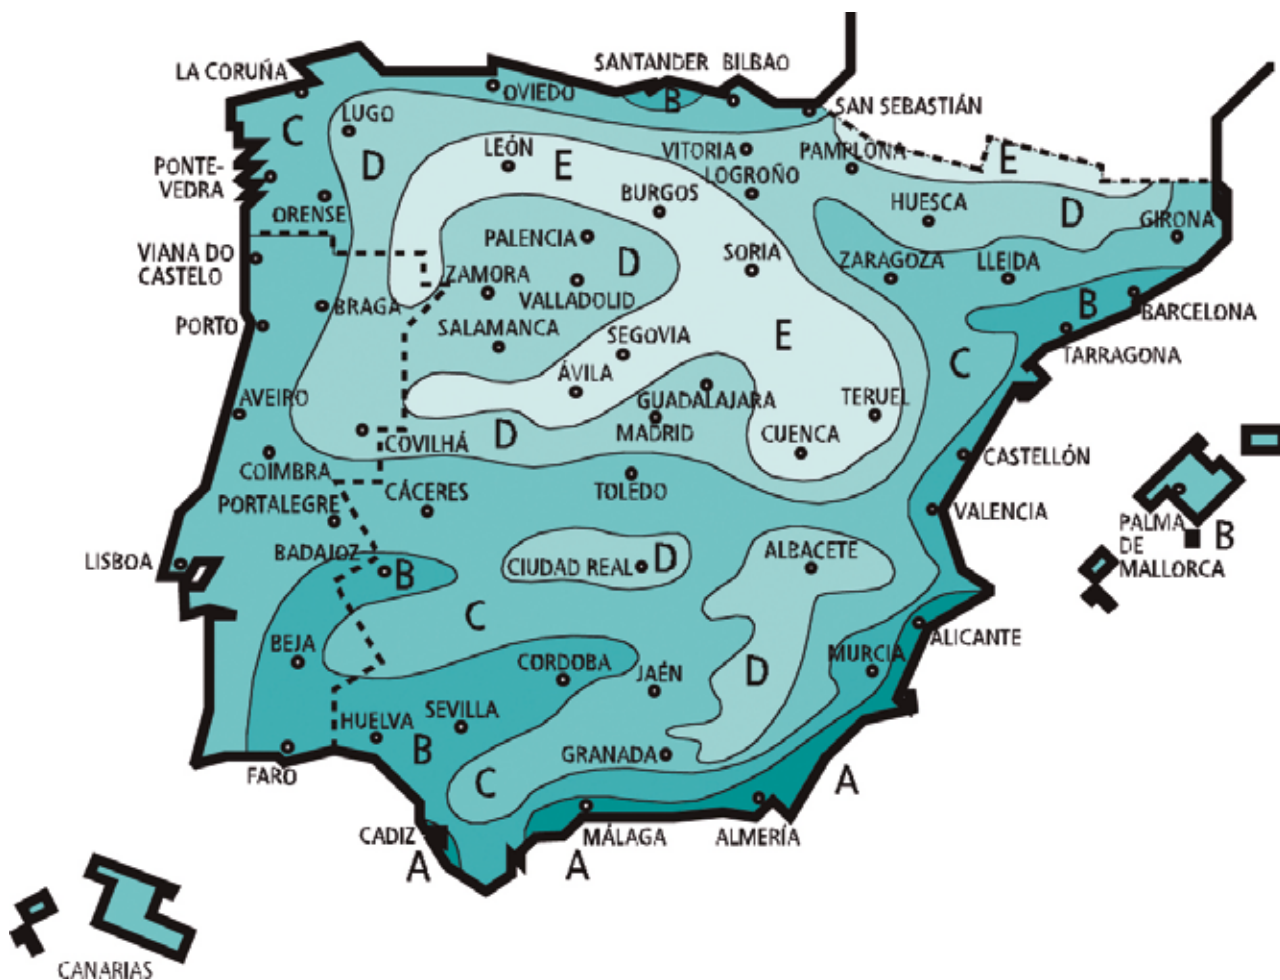 SANTANDER BILBAO
LA CORUÑA
OVIEDO
B
SAN SEBASTIÁN
C
LUGO
LEÓN
E
VITORIA
PAMPLONA
E
PONTE-
VEDRA
D
LOGROÑO
BURGOS
HUESCA
D
GIRONA
ORENSE
VIANA DO
CASTELO
PALENCIA
D
SORIA
ZARAGOZA
LLEIDA
ZAMORA
VALLADOLID
BRAGA
B
BARCELONA
PORTO
SALAMANCA
SEGOVIA
E
TARRAGONA
C
ÁVILA
AVEIRO
GUADALAJARA
TERUEL
COVILHÁ
D
MADRID
CUENCA
COIMBRA
CASTELLÓN
PORTALEGRE
CÁCERES
TOLEDO
VALENCIA
PALMA
DE
MALLORCA
B
LISBOA
BADAJOZ
B
CIUDAD REAL
D
ALBACETE
C
BEJA
ALICANTE
CORDOBA
JAÉN
D
MURCIA
HUELVA
SEVILLA
B
GRANADA
FARO
C
A
CADIZ
A
A
MÁLAGA
ALMERÍA
CANARIAS